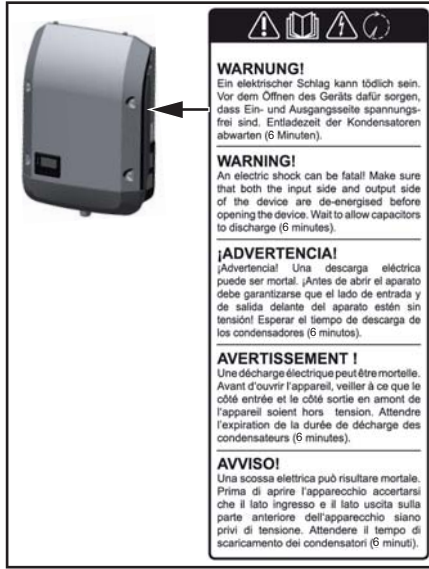 WARNUNG!
Ein elektrischer Schlag kann tödlich sein.
Vor dem Öffnen des Geräts dafür sorgen,
dass Ein- und Ausgangsseite spannungs-
frei sind. Entladezeit der Kondensatoren
abwarten (6 Minuten).
WARNING!
An electric shock can be fatal! Make sure
that both the input side and output side
of the device are de-energised before
opening the device. Wait to allow capacitors
to discharge (6 minutes).
¡ADVERTENCIA!
¡Advertencia! Una descarga eléctrica
puede ser mortal. ¡Antes de abrir el aparato
debe garantizarse que el lado de entrada y
de salida delante del aparato estén sin
tensión! Esperar el tiempo de descarga de
los condensadores (6 minutos).
AVERTISSEMENT !
Une décharge électrique peut être mortelle.
Avant d'ouvrir l'appareil, veiller à ce que le
côté entrée et le côté sortie en amont de
l'appareil soient hors tension. Attendre
l'expiration de la durée de décharge des
condensateurs (6 minutes).
AVVISO!
Una scossa elettrica può risultare mortale.
Prima di aprire l'apparecchio accertarsi
che il lato ingresso e il lato uscita sulla
parte anteriore dell'apparecchio siano
privi di tensione. Attendere il tempo di
scaricamento dei condensatori (6 minuti).